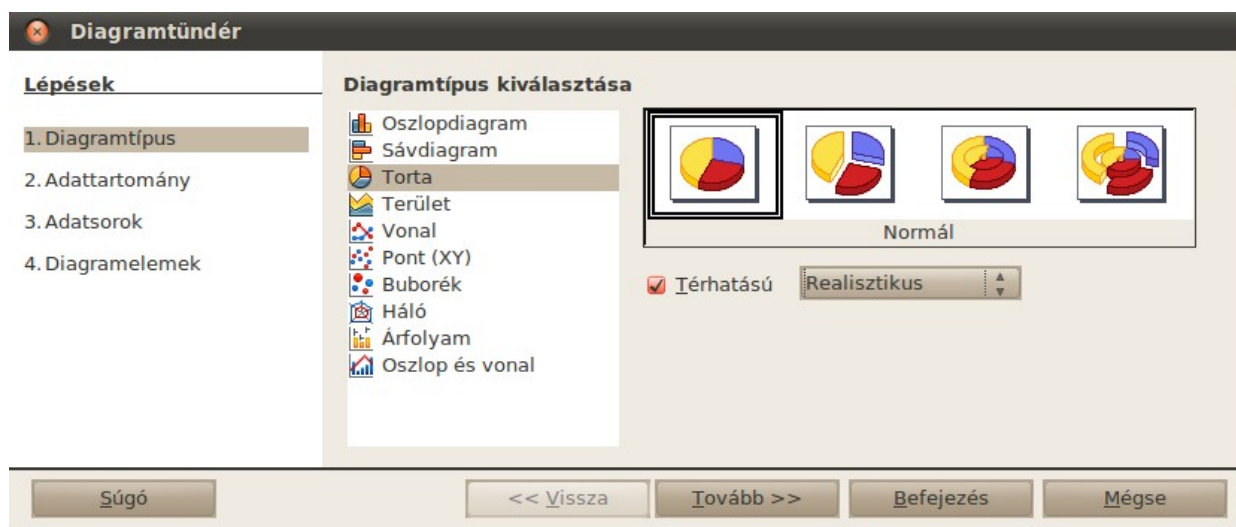 Diagramtündér
Lépések
1. Diagramtípus
2. Adattartomány
3. Adatsorok
4. Diagramelemek
Diagramtípus kiválasztása
Oszlopdiagram
Sávdiagram
Torta
Terület
Vonal
Pont (XY)
Buborék
Háló
Árfolyam
Oszlop és vonal
Normál
Térhatású
Realisztikus
Súgó
<< Vissza
Tovább >>
Befejezés
Mégse